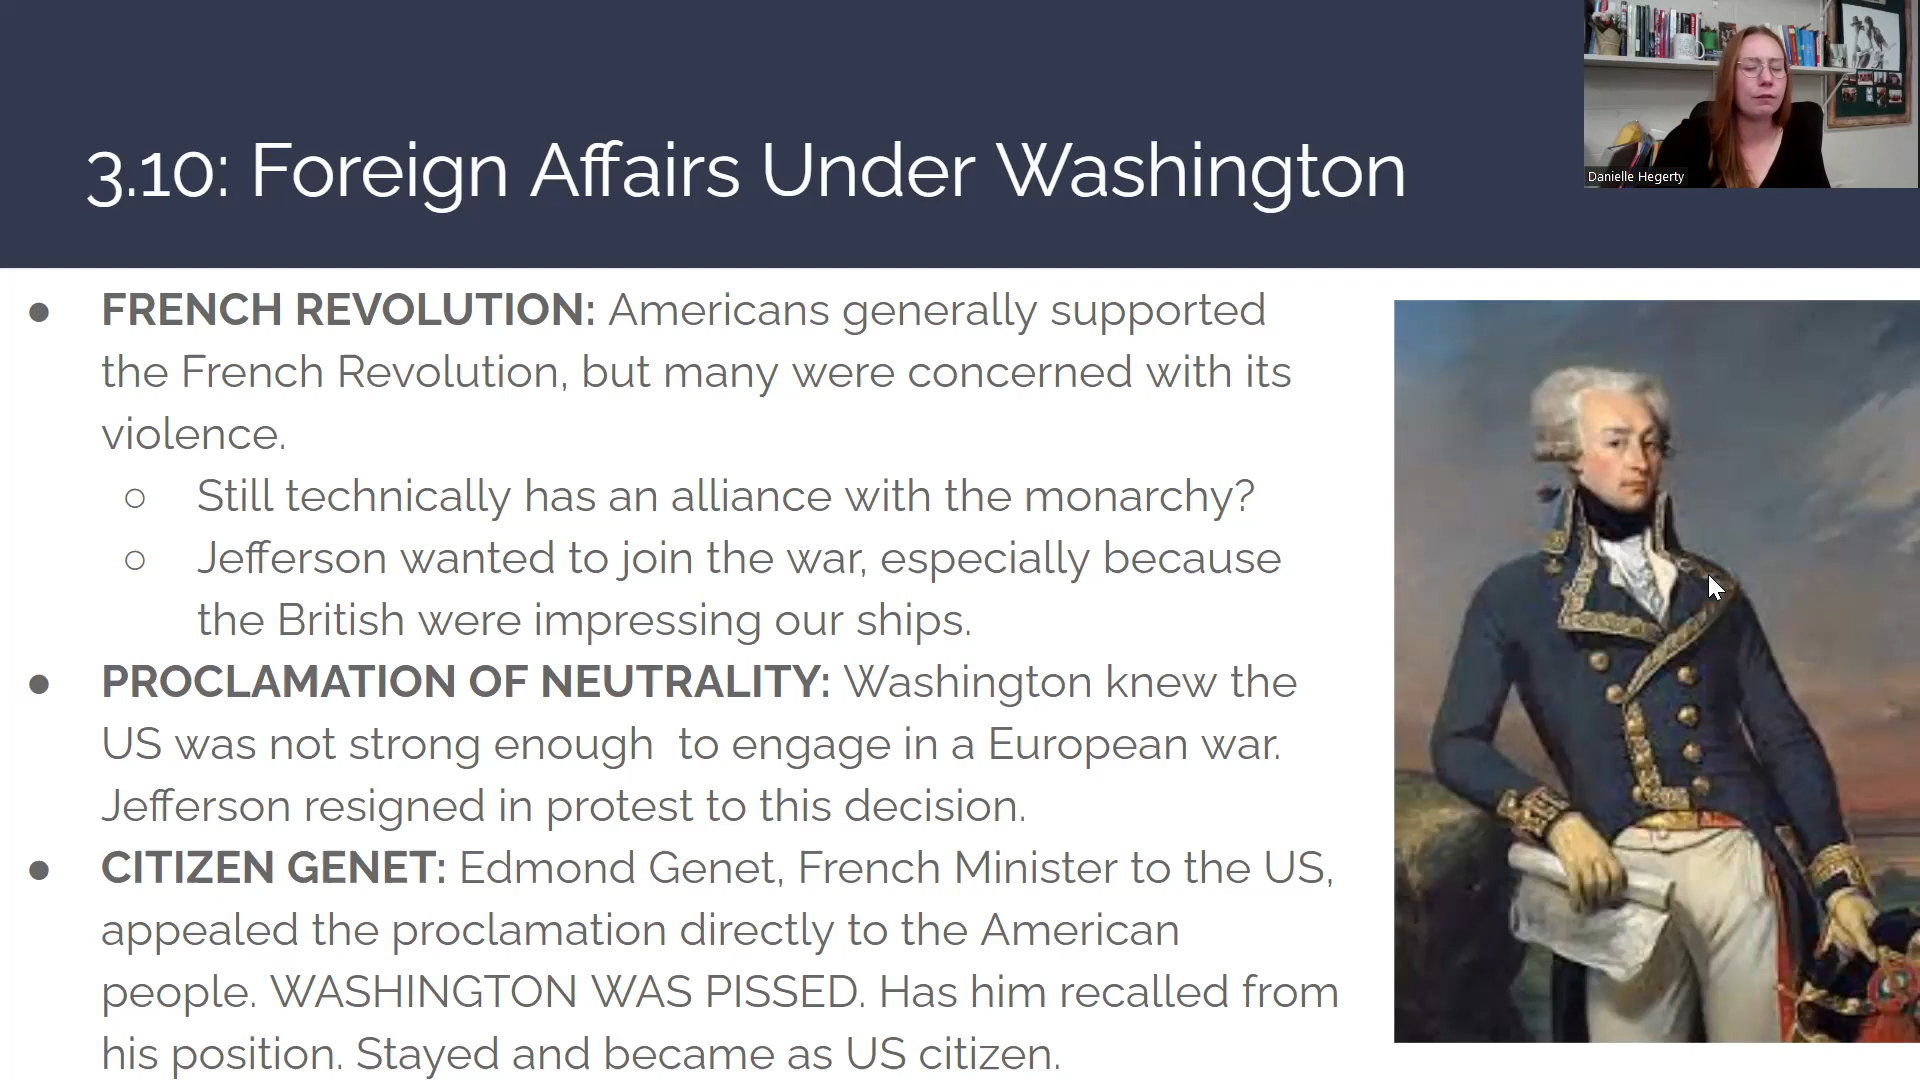 3.10: Foreign Affairs Under Washington
Danielle Hegerty
● FRENCH REVOLUTION: Americans generally supported
the French Revolution, but many were concerned with its
violence.
○ Still technically has an alliance with the monarchy?
○ Jefferson wanted to join the war, especially because
the British were impressing our ships.
● PROCLAMATION OF NEUTRALITY: Washington knew the
US was not strong enough  to engage in a European war.
Jefferson resigned in protest to this decision.
● CITIZEN GENET: Edmond Genet, French Minister to the US,
appealed the proclamation directly to the American
people. WASHINGTON WAS PISSED. Has him recalled from
his position. Stayed and became as US citizen.